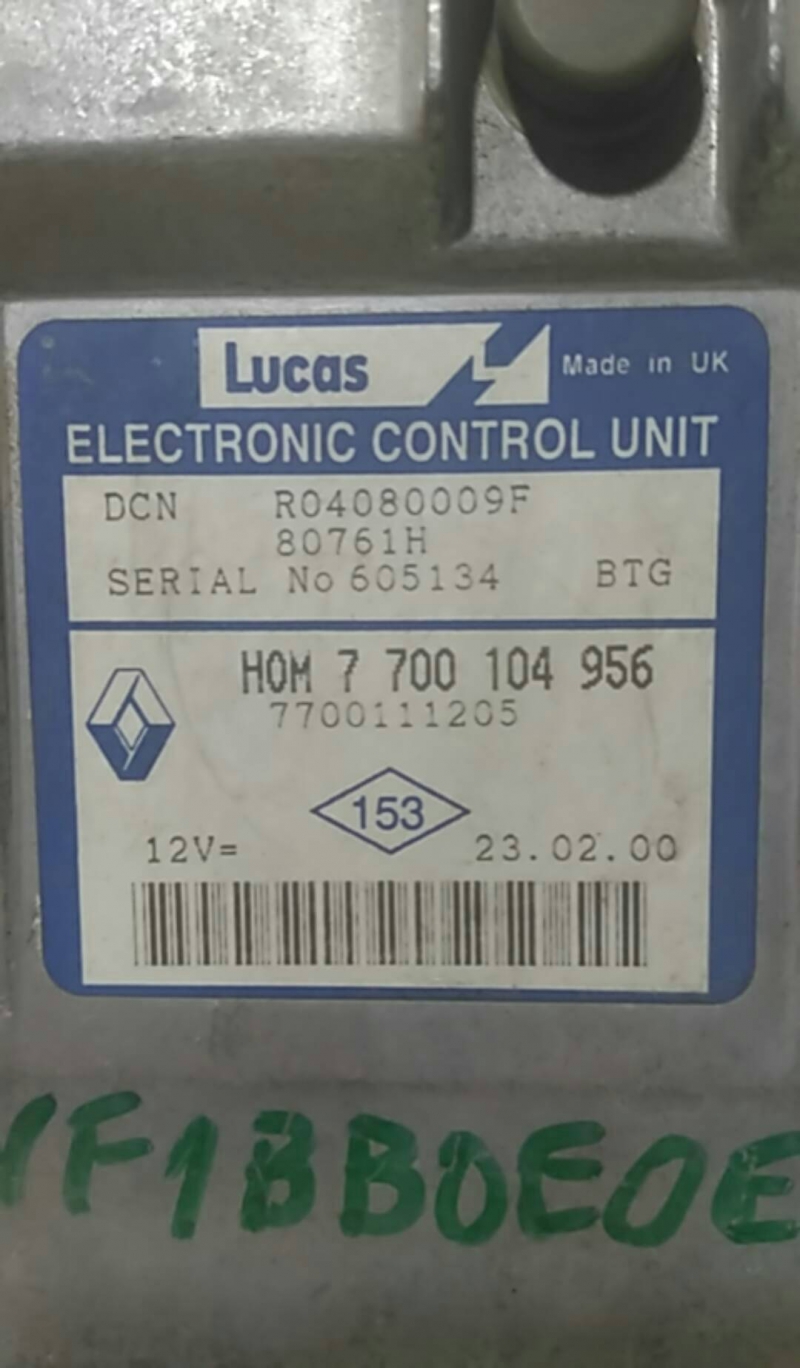 Lucas Made in UK
ELECTRONIC CONTROL UNIT
DCN R04080009F
80761H
SERIAL No 605134 BTG
HOM 7 700 104 956
7700111205
153
12V= 23.02.00
VF1BB0E0E